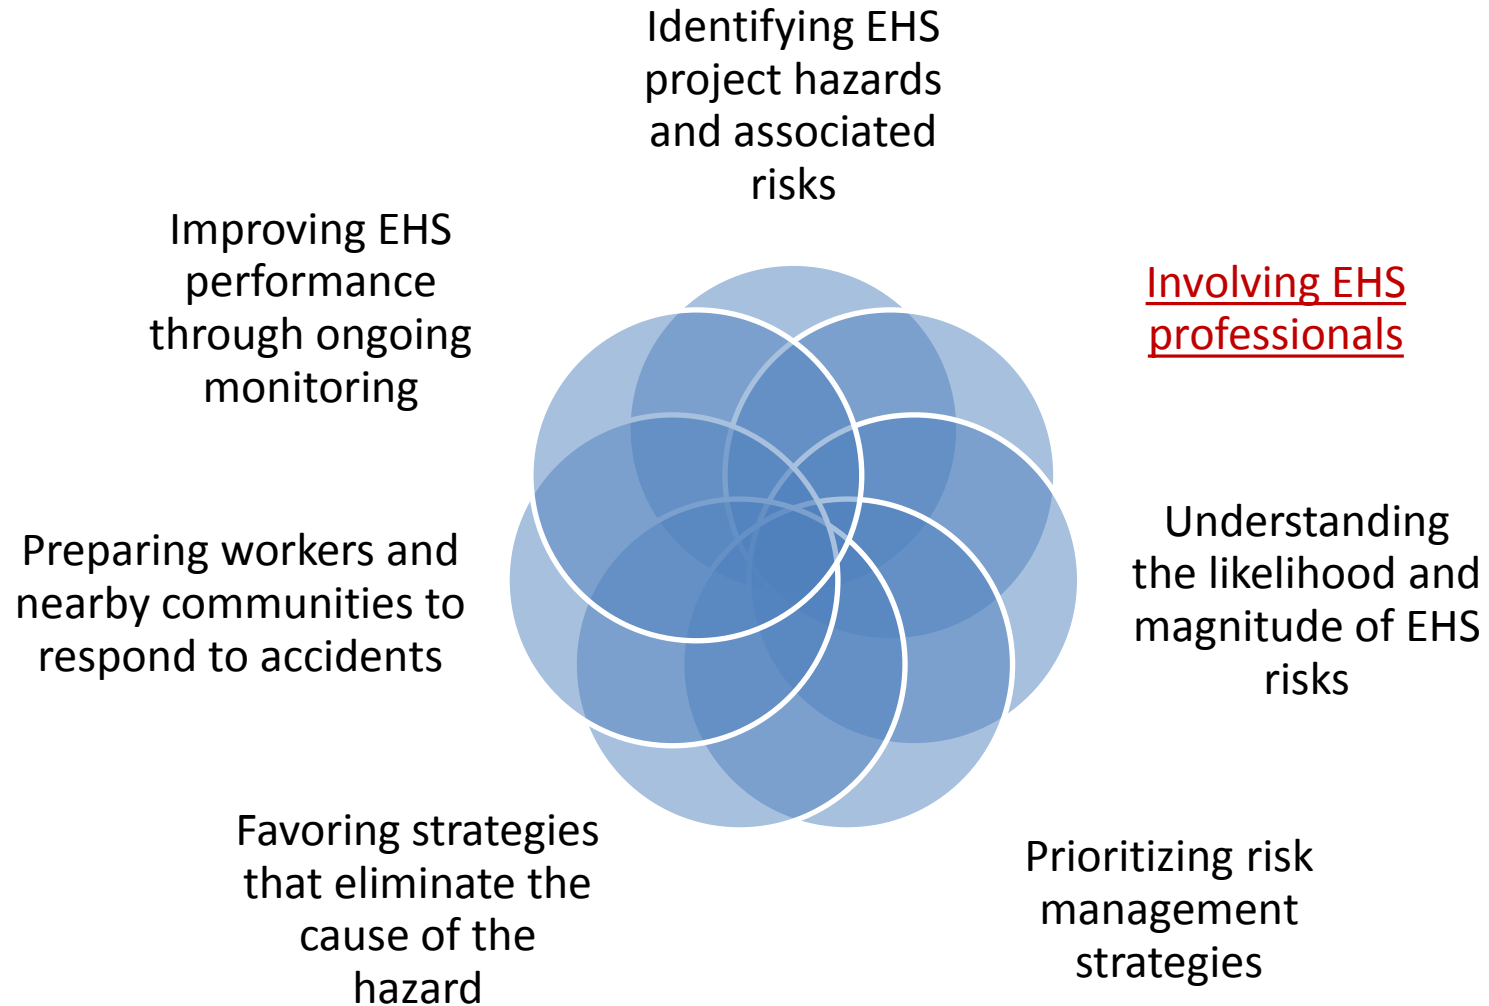 Identifying EHS
project hazards
and associated
risks
Involving EHS
professionals
Understanding
the likelihood and
magnitude of EHS
risks
Prioritizing risk
management
strategies
Favoring strategies
that eliminate the
cause of the
hazard
Preparing workers and
nearby communities to
respond to accidents
Improving EHS
performance
through ongoing
monitoring